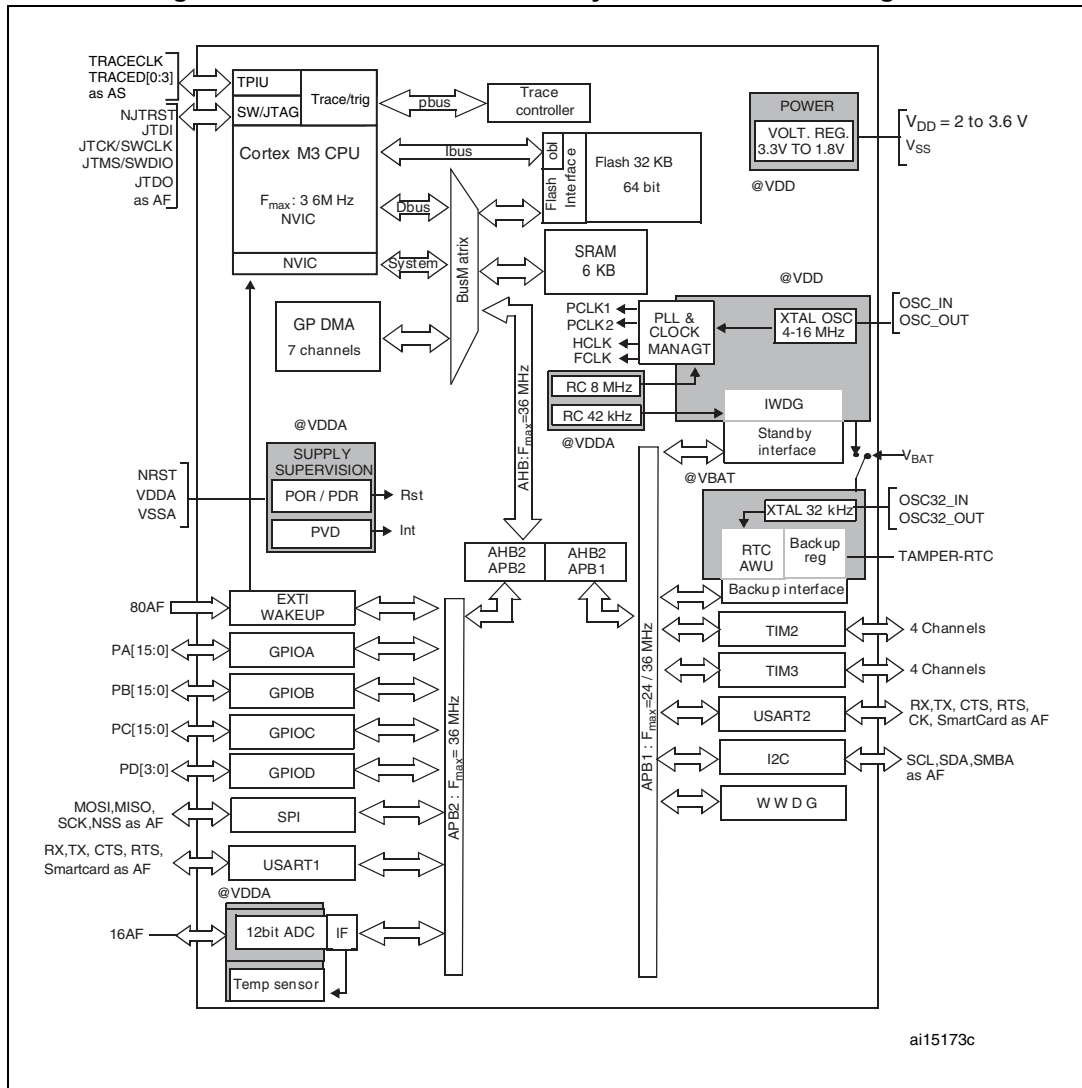 TRACECLK
TRACED[0:3]
as AS
NJTRST
JTDI
JTCK/SWCLK
JTMS/SWDIO
JTDO
as AF
TPIU
SW/JTAG
Trace/trig
pbus
Trace
controller
Cortex M3 CPU
Fmax: 3 6M Hz
NVIC
NVIC
Ibus
Dbus
System
BusM atrix
Flash
obl
Interface
Flash 32 KB
64 bit
SRAM
6 KB
POWER
VOLT. REG.
3.3V TO 1.8V
@VDD
VDD = 2 to 3.6 V
VSS
GP DMA
7 channels
AHB: Fmax=36 MHz
@VDD
PCLK1
PCLK2
HCLK
FCLK
PLL &
CLOCK
MANAGT
XTAL OSC
4-16 MHz
OSC_IN
OSC_OUT
RC 8 MHz
RC 42 kHz
@VDDA
IWDG
Stand by
interface
@VBAT
VBAT
XTAL 32 kHz
OSC32_IN
OSC32_OUT
RTC
AWU
Backup
reg
TAMPER-RTC
Backup interface
@VDDA
SUPPLY
SUPERVISION
NRST
VDDA
VSSA
POR / PDR
Rst
PVD
Int
AHB2
APB2
AHB2
APB1
80AF
EXTI
WAKEUP
PA[15:0]
GPIOA
PB[15:0]
GPIOB
PC[15:0]
GPIOC
PD[3:0]
GPIOD
MOSI,MISO,
SCK,NSS as AF
SPI
RX,TX, CTS, RTS,
Smartcard as AF
USART1
@VDDA
16AF
12bit ADC
IF
Temp sensor
APB2 : Fmax= 36 MHz
APB1 : Fmax=24 / 36 MHz
TIM2
4 Channels
TIM3
4 Channels
USART2
RX,TX, CTS, RTS,
CK, SmartCard as AF
I2C
SCL,SDA,SMBA
as AF
W W D G
ai15173c